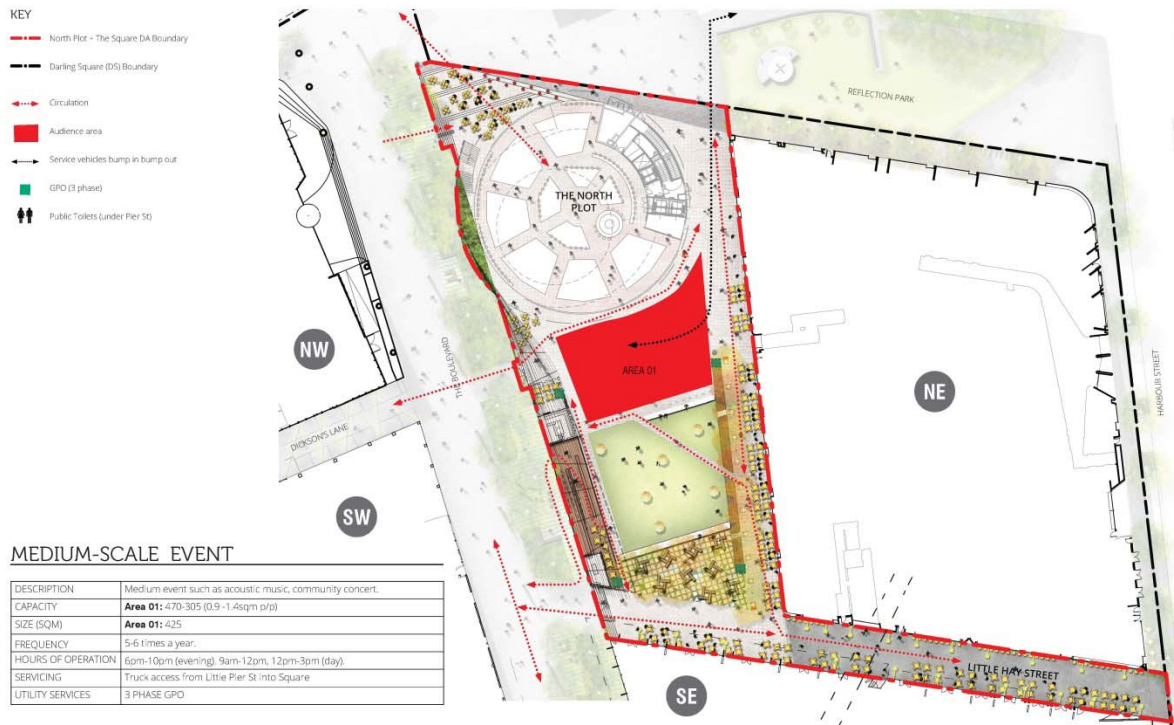 KEY
North Plot + The Square DA Boundary
Darling Square (DS) Boundary
Circulation
Audience area
Service vehicles bump in bump out
GPO (3 phase)
Public Toilets (under Pier St)
REFLECTION PARK
THE NORTH
PLOT
NW
THE BOULEVARD
AREA 01
NE
HARBOUR STREET
DICKSON'S LANE
SW
MEDIUM-SCALE EVENT
DESCRIPTION Medium event such as acoustic music, community concert.
CAPACITY Area 01: 470-305 (0.9 -1.4sqm p/p)
SIZE (SQM) Area 01: 425
FREQUENCY 5-6 times a year.
HOURS OF OPERATION 6pm-10pm (evening). 9am-12pm, 12pm-3pm (day).
SERVICING Truck access from Little Pier St into Square
UTILITY SERVICES 3 PHASE GPO
LITTLE HAY STREET
SE